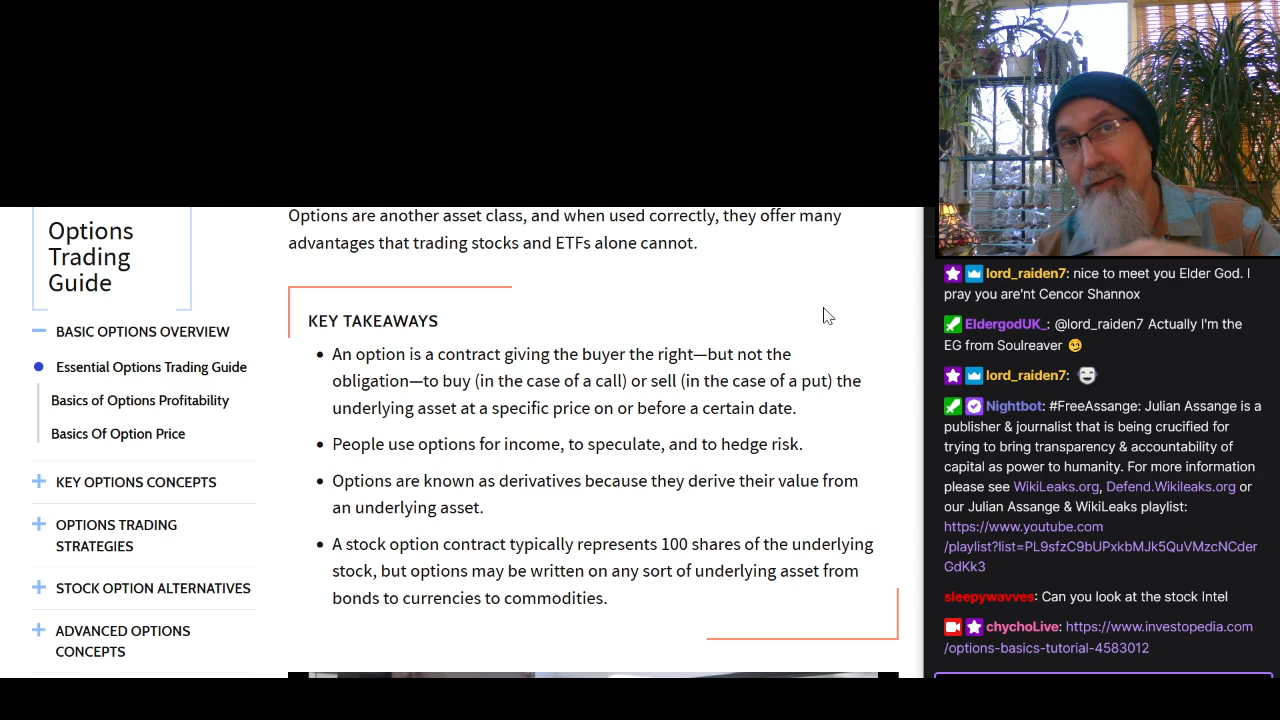 Options
Trading
Guide
BASIC OPTIONS OVERVIEW
Essential Options Trading Guide
Basics of Options Profitability
Basics Of Option Price
KEY OPTIONS CONCEPTS
OPTIONS TRADING
STRATEGIES
STOCK OPTION ALTERNATIVES
ADVANCED OPTIONS
CONCEPTS
Options are another asset class, and when used correctly, they offer many
advantages that trading stocks and ETFs alone cannot.
KEY TAKEAWAYS
• An option is a contract giving the buyer the right—but not the
obligation—to buy (in the case of a call) or sell (in the case of a put) the
underlying asset at a specific price on or before a certain date.
• People use options for income, to speculate, and to hedge risk.
• Options are known as derivatives because they derive their value from
an underlying asset.
• A stock option contract typically represents 100 shares of the underlying
stock, but options may be written on any sort of underlying asset from
bonds to currencies to commodities.
lord_raiden7: nice to meet you Elder God. I
pray you are'nt Cencor Shannox
EldergodUK_: @lord_raiden7 Actually I'm the
EG from Soulreaver 😏
lord_raiden7:
Nightbot: #FreeAssange: Julian Assange is a
publisher & journalist that is being crucified for
trying to bring transparency & accountability of
capital as power to humanity. For more information
please see WikiLeaks.org, Defend.Wikileaks.org or
our Julian Assange & WikiLeaks playlist:
https://www.youtube.com
/playlist?list=PL9sfzC9bUPxkbMJk5QuVMzcNCder
GdKk3
sleepywavves: Can you look at the stock Intel
chychoLive: https://www.investopedia.com
/options-basics-tutorial-4583012